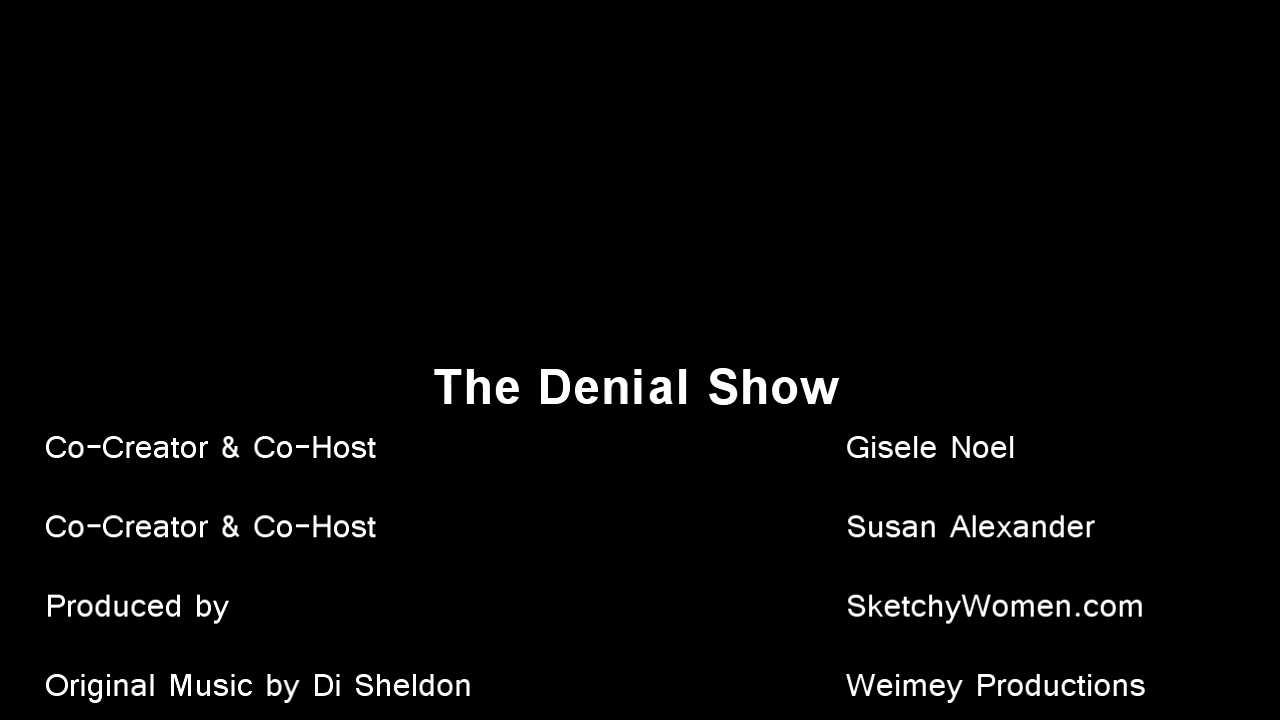 The Denial Show
Co-Creator & Co-Host Gisele Noel
Co-Creator & Co-Host Susan Alexander
Produced by SketchyWomen.com
Original Music by Di Sheldon Weimey Productions